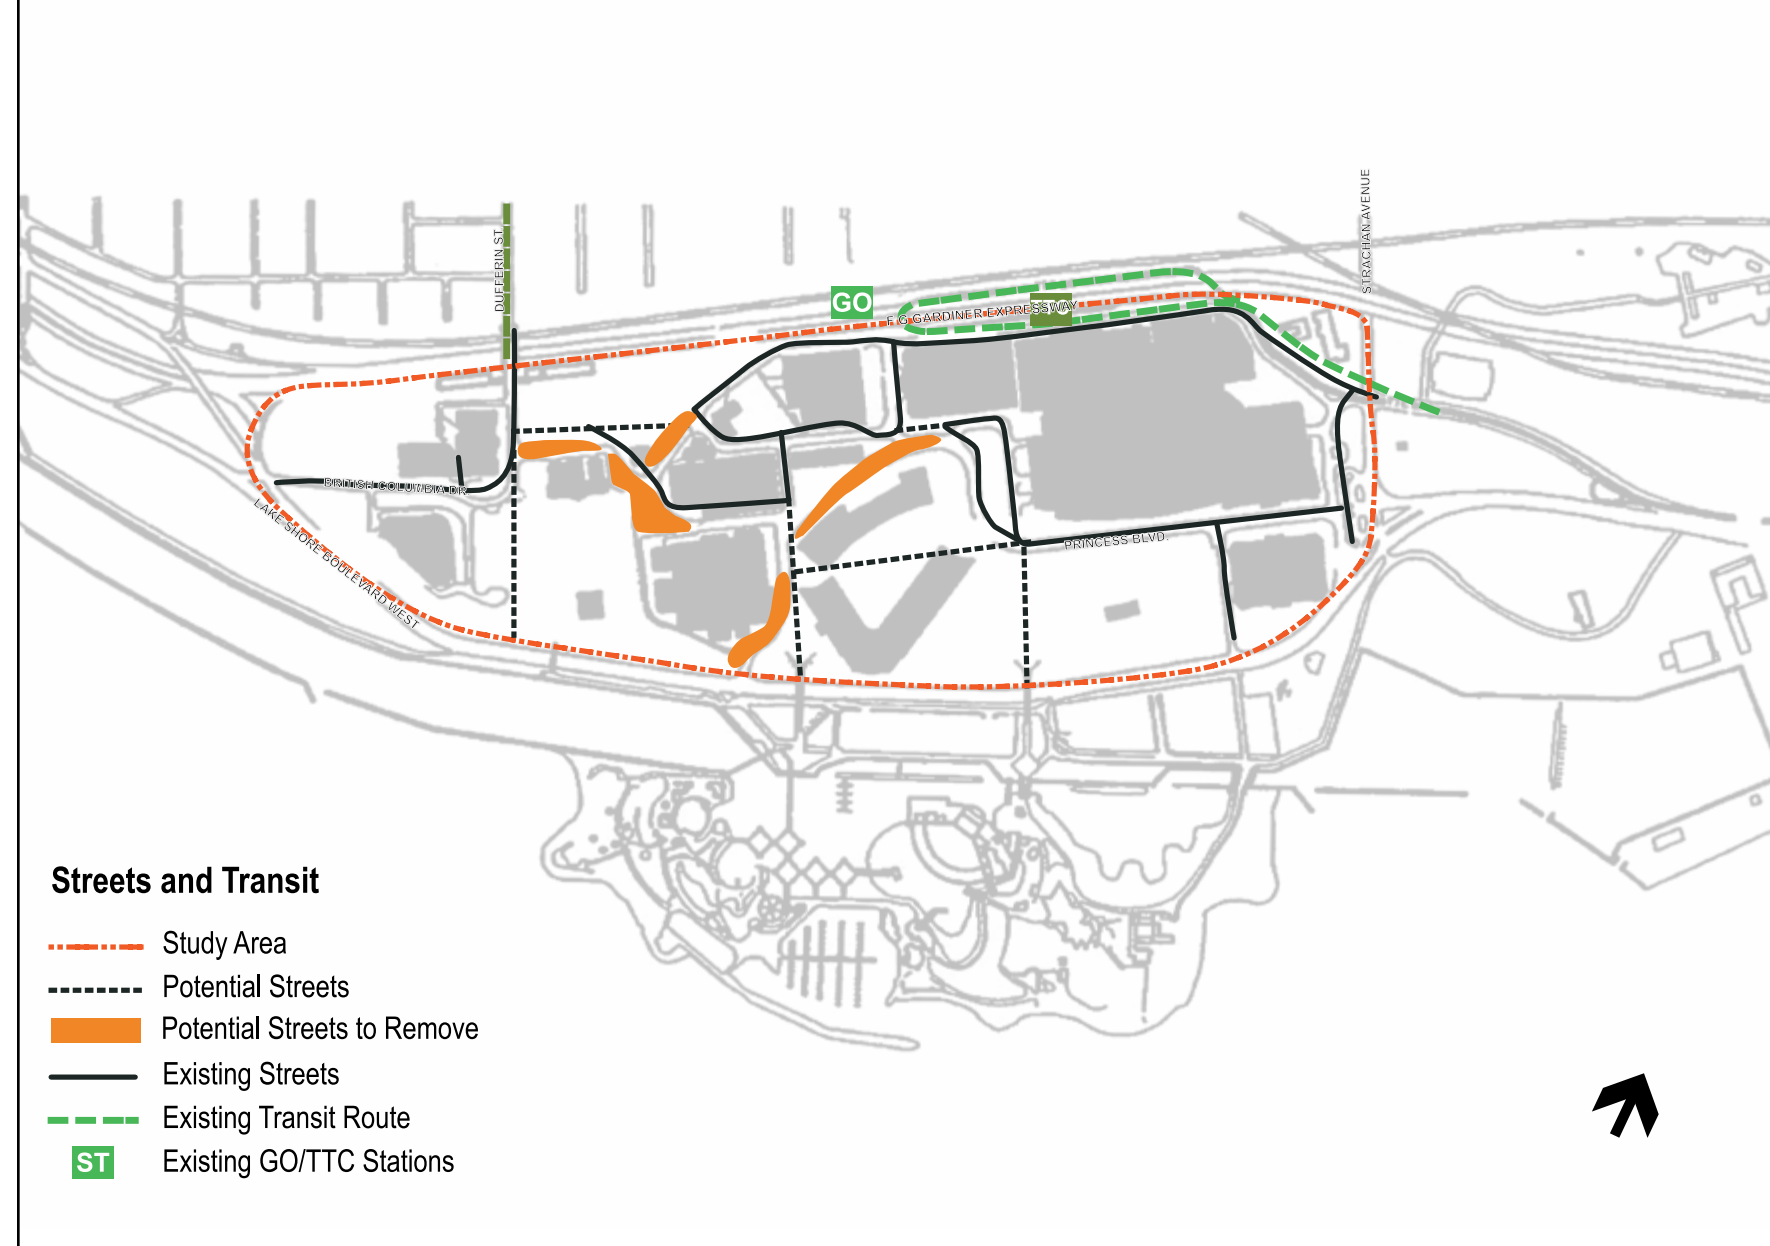 STRACHAN AVENUE
DUFFERIN ST.
GO
F G GARDINER EXPRESSWAY
BRITISH COLUMBIA DR
LAKE SHORE BOULEVARD WEST
PRINCESS BLVD.
Streets and Transit
Study Area
Potential Streets
Potential Streets to Remove
Existing Streets
Existing Transit Route
ST
Existing GO/TTC Stations